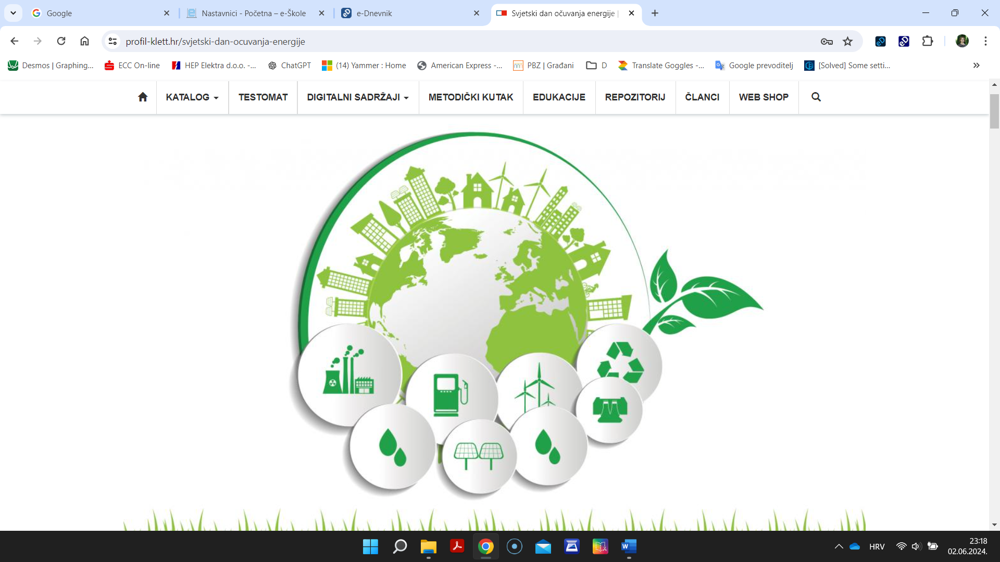 Google
Nastavnici - Početna – e-Škole
e-Dnevnik
Svjetski dan očuvanja energije |
profil-klett.hr/svjetski-dan-ocuvanja-energije
Desmos | Graphing...
ECC On-line
HEP Elektra d.o.o. -...
ChatGPT
(14) Yammer : Home
American Express -...
PBZ | Građani
D
Translate Goggles -...
Google prevoditelj
[Solved] Some setti...
KATALOG
TESTOMAT
DIGITALNI SADRŽAJI
METODIČKI KUTAK
EDUKACIJE
REPOZITORIJ
ČLANCI
WEB SHOP
HRV
23:18
02.06.2024.